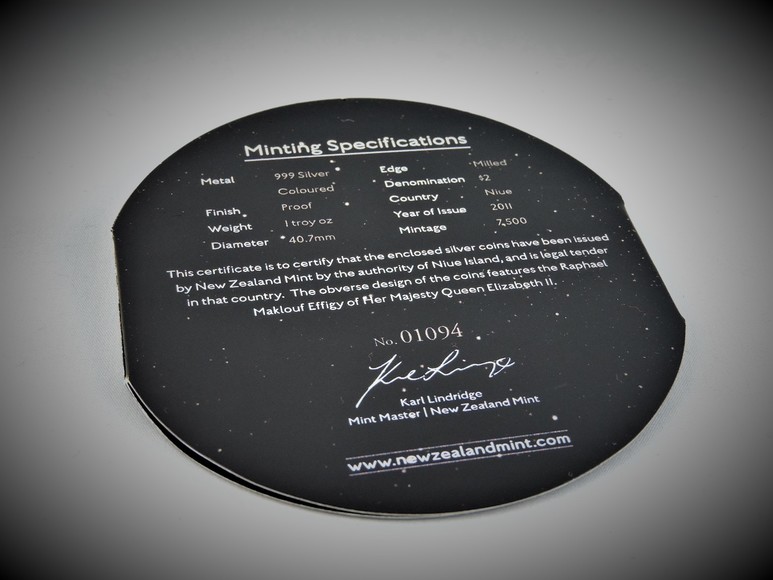 Minting Specifications
Metal 999 Silver Edge Milled
Coloured Denomination $2
Finish Proof Country Niue
Weight 1 troy oz Year of Issue 2011
Diameter 40.7mm Mintage 7,500
This certificate is to certify that the enclosed silver coins have been issued
by New Zealand Mint by the authority of Niue Island, and is legal tender
in that country. The obverse design of the coins features the Raphael
Maklouf Effigy of Her Majesty Queen Elizabeth II.
No. 01094
Karl Lindridge
Mint Master | New Zealand Mint
www.newzealandmint.com